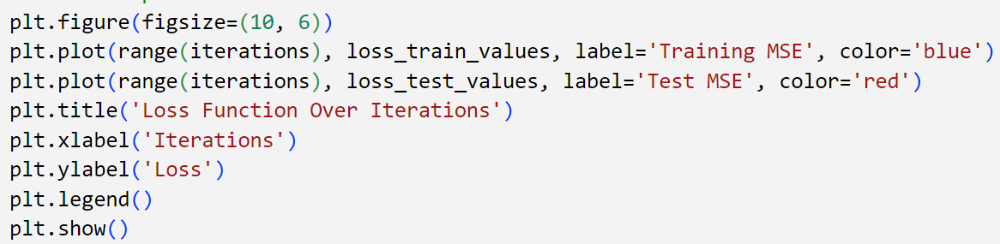 plt.figure(figsize=(10, 6))
plt.plot(range(iterations), loss_train_values, label='Training MSE', color='blue')
plt.plot(range(iterations), loss_test_values, label='Test MSE', color='red')
plt.title('Loss Function Over Iterations')
plt.xlabel('Iterations')
plt.ylabel('Loss')
plt.legend()
plt.show()